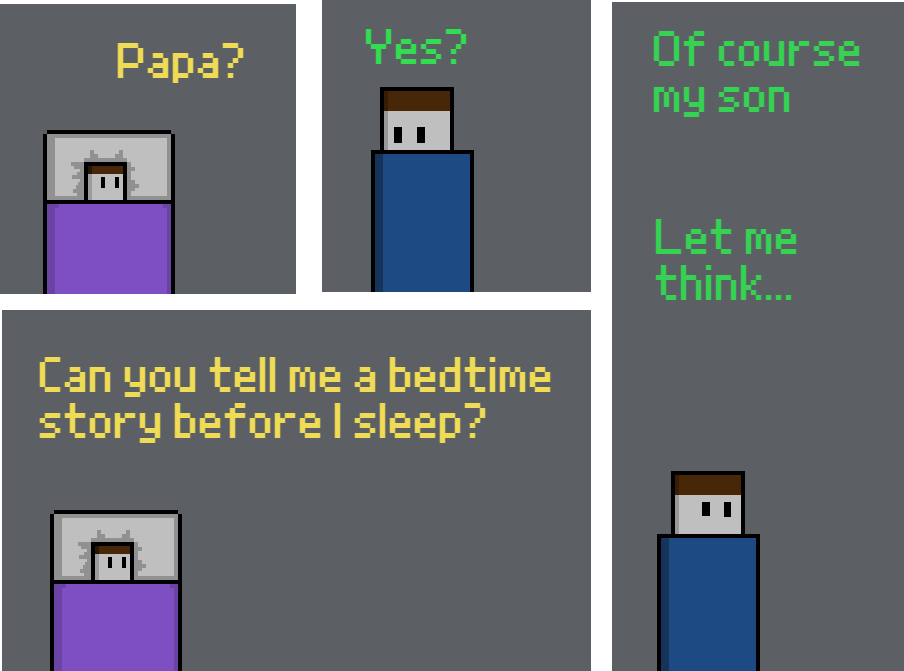 Papa?
Yes?
Can you tell me a bedtime
story before I sleep?
Of course
my son
Let me
think...